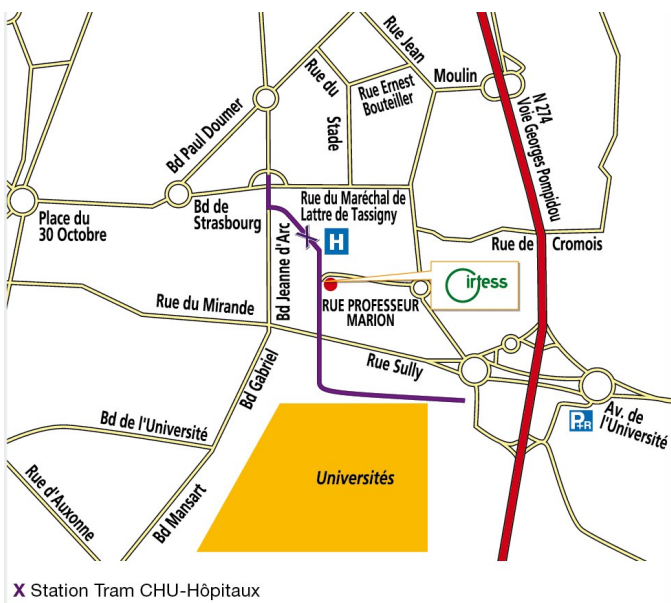 Rue Jean
Moulin
Rue du
Stade
Rue Ernest
Bouteiller
N 274
Voie Georges Pompidou
Bd Paul Doumer
Place du
30 Octobre
Bd de
Strasbourg
Rue du Maréchal de
Lattre de Tassigny
H
Bd Jeanne d'Arc
Rue de Cromois
irtess
RUE PROFESSEUR
MARION
Rue du Mirande
Rue Sully
Bd Gabriel
Bd de l'Université
P+R
Av. de
l'Université
Rue d'Auxonne
Bd Mansart
Universités
X Station Tram CHU-Hôpitaux